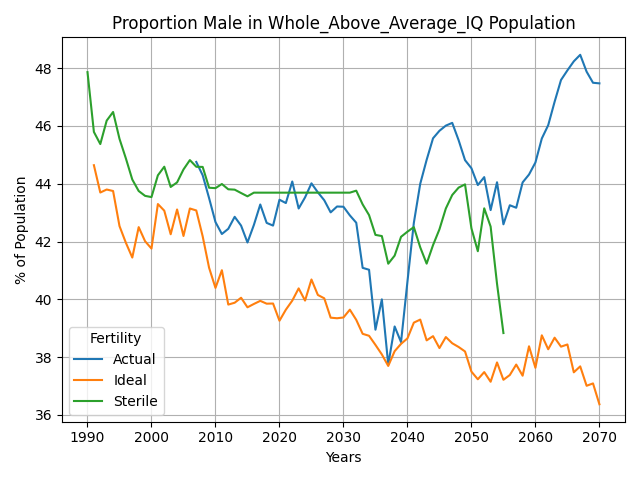 Proportion Male in Whole_Above_Average_IQ Population
% of Population
48
46
44
42
40
38
36
Fertility
Actual
Ideal
Sterile
1990 2000 2010 2020 2030 2040 2050 2060 2070
Years